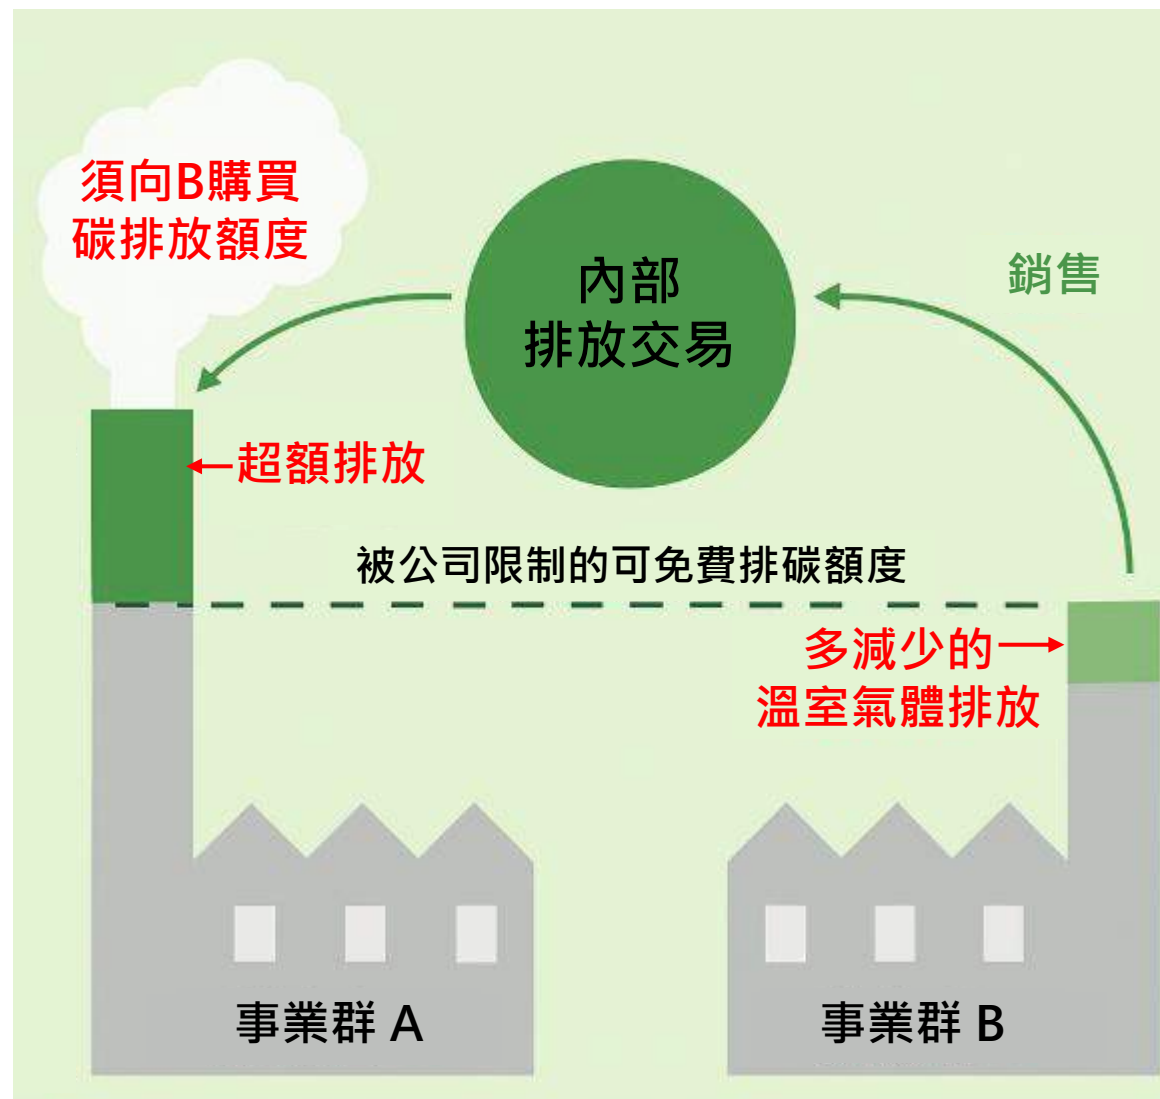 須向B購買
碳排放額度
內部
排放交易
銷售
超額排放
被公司限制的可免費排碳額度
多減少的
溫室氣體排放
事業群 A
事業群 B